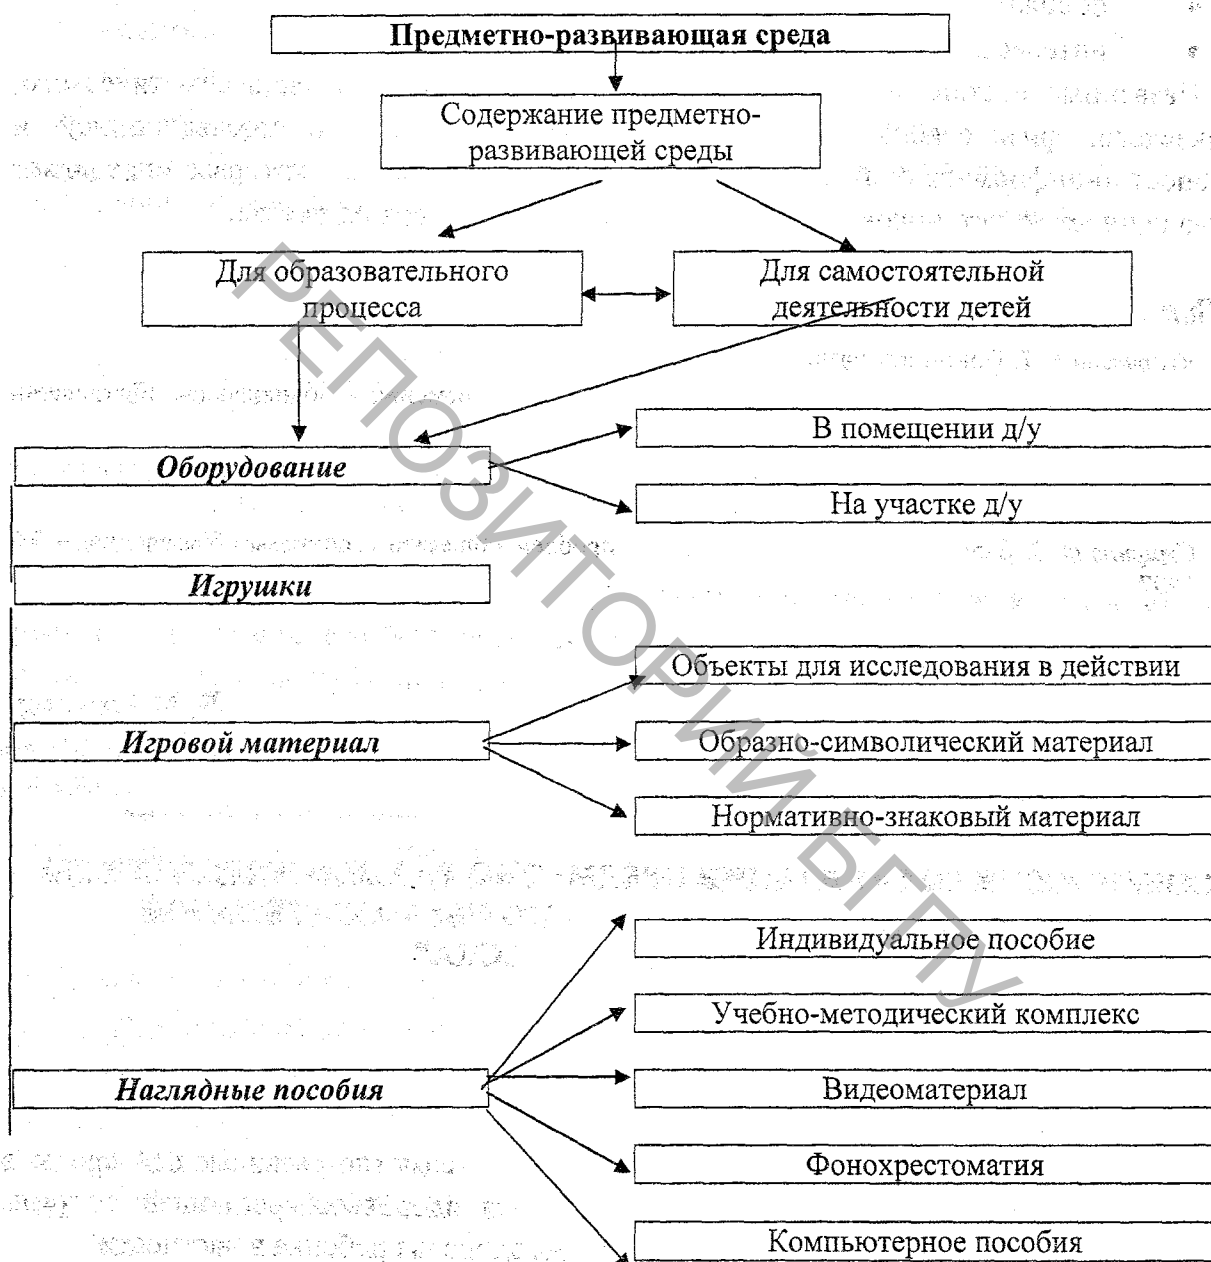 Предметно-развивающая среда
Содержание предметно-
развивающей среды
Для образовательного
процесса
Для самостоятельной
деятельности детей
Оборудование
В помещении д/у
На участке д/у
Игрушки
Объекты для исследования в действии
Игровой материал
Образно-символический материал
Нормативно-знаковый материал
Индивидуальное пособие
Учебно-методический комплекс
Наглядные пособия
Видеоматериал
Фонохрестоматия
Компьютерное пособия
РЕПОЗИТОРИЙ БГПУ